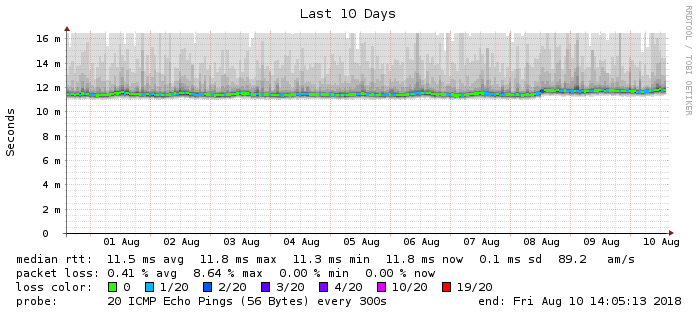 Last 10 Days
RRDTOOL / TOBI OETIKER
Seconds
16 m
14 m
12 m
10 m
8 m
6 m
4 m
2 m
0
01 Aug 02 Aug 03 Aug 04 Aug 05 Aug 06 Aug 07 Aug 08 Aug 09 Aug 10 Aug
median rtt: 11.5 ms avg 11.8 ms max 11.3 ms min 11.8 ms now 0.1 ms sd 89.2 am/s
packet loss: 0.41 % avg 8.64 % max 0.00 % min 0.00 % now
loss color: 0 1/20 2/20 3/20 4/20 10/20 19/20
probe: 20 ICMP Echo Pings (56 Bytes) every 300s end: Fri Aug 10 14:05:13 2018